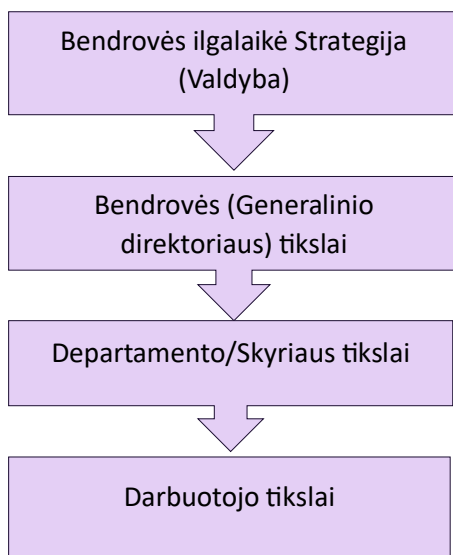 Bendrovės ilgalaikė Strategija
(Valdyba)
Bendrovės (Generalinio
direktoriaus) tikslai
Departamento/Skyriaus tikslai
Darbuotojo tikslai